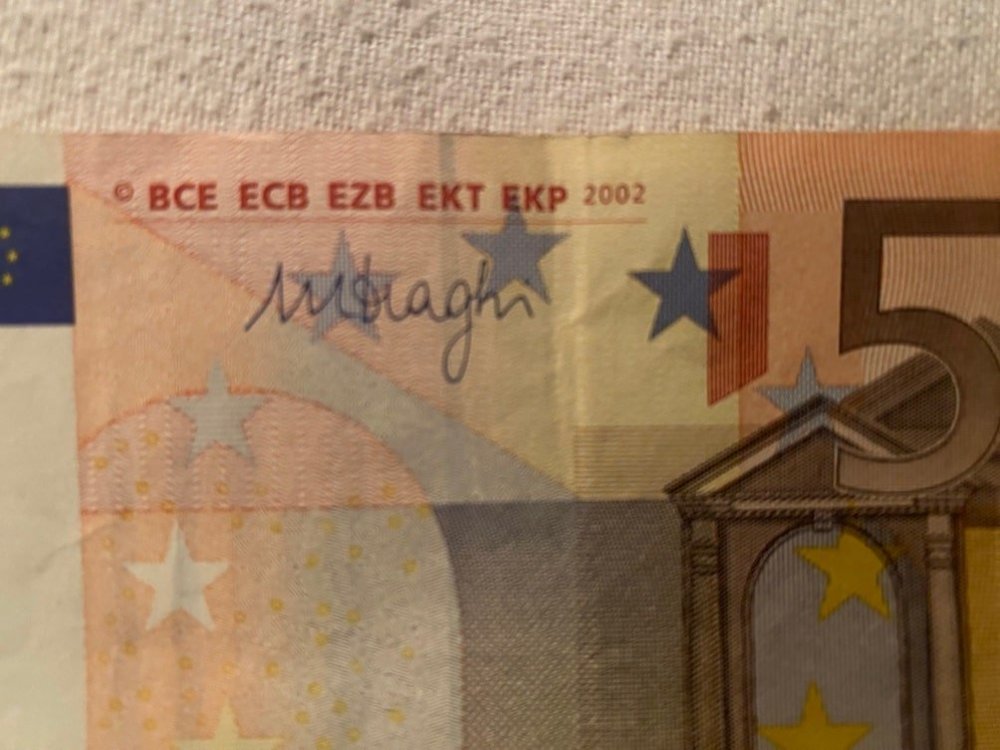 © BCE ECB EZB EKT EKP 2002
MDraghi
5